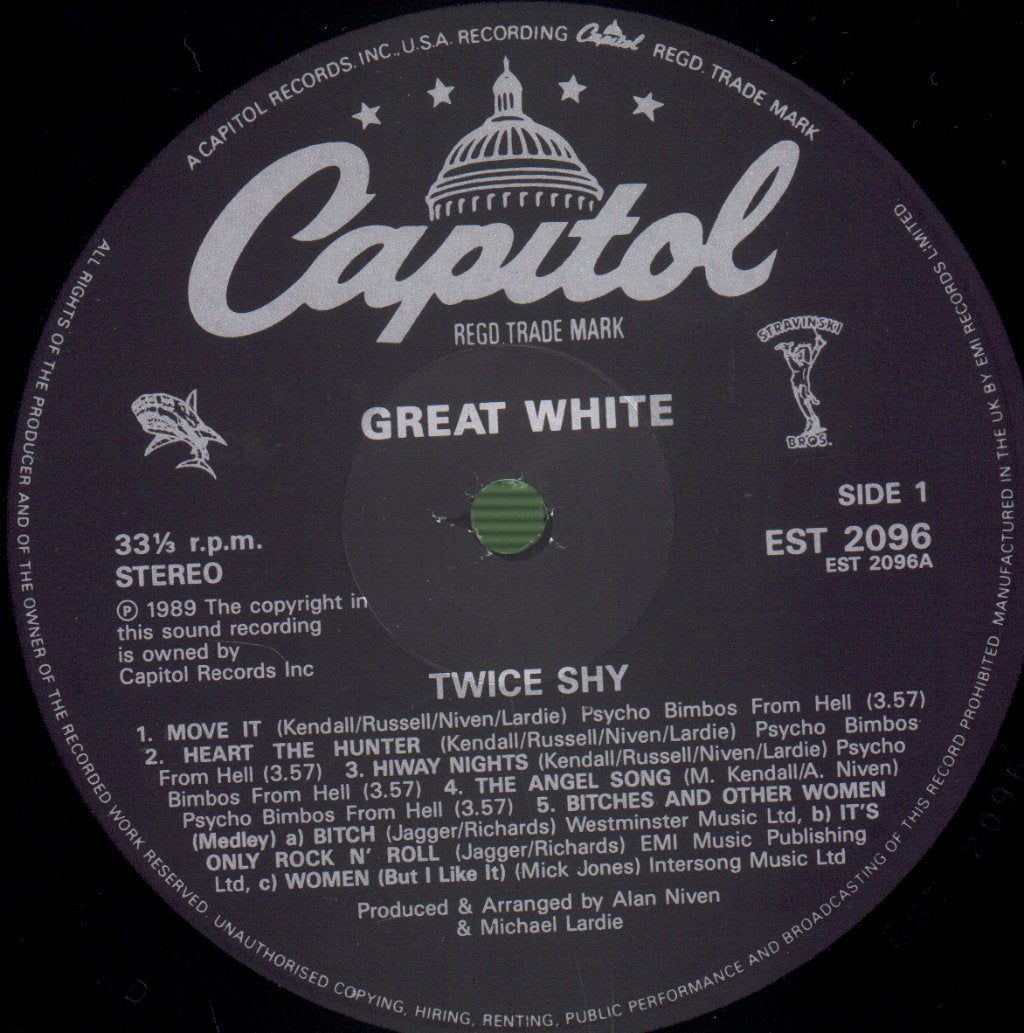 A CAPITOL RECORDS. INC., U.S.A. RECORDING Capitol REGD. TRADE MARK
Capitol
REGD. TRADE MARK
STRAVINSKI
BROS.
GREAT WHITE
SIDE 1
EST 2096
EST 2096A
33⅓ r.p.m.
STEREO
℗ 1989 The copyright in
this sound recording
is owned by
Capitol Records Inc
TWICE SHY
1. MOVE IT (Kendall/Russell/Niven/Lardie) Psycho Bimbos From Hell (3.57)
2. HEART THE HUNTER (Kendall/Russell/Niven/Lardie) Psycho Bimbos
From Hell (3.57) 3. HIWAY NIGHTS (Kendall/Russell/Niven/Lardie) Psycho
Bimbos From Hell (3.57) 4. THE ANGEL SONG (M. Kendall/A. Niven)
Psycho Bimbos From Hell (3.57) 5. BITCHES AND OTHER WOMEN
(Medley) a) BITCH (Jagger/Richards) Westminster Music Ltd, b) IT'S
ONLY ROCK N' ROLL (Jagger/Richards) EMI Music Publishing
Ltd, c) WOMEN (But I Like It) (Mick Jones) Intersong Music Ltd
Produced & Arranged by Alan Niven
& Michael Lardie
ALL RIGHTS OF THE PRODUCER AND OF THE OWNER OF THE RECORDED WORK RESERVED. UNAUTHORISED COPYING, HIRING, RENTING, PUBLIC PERFORMANCE AND BROADCASTING OF THIS RECORD PROHIBITED. MANUFACTURED IN THE UK BY EMI RECORDS LIMITED